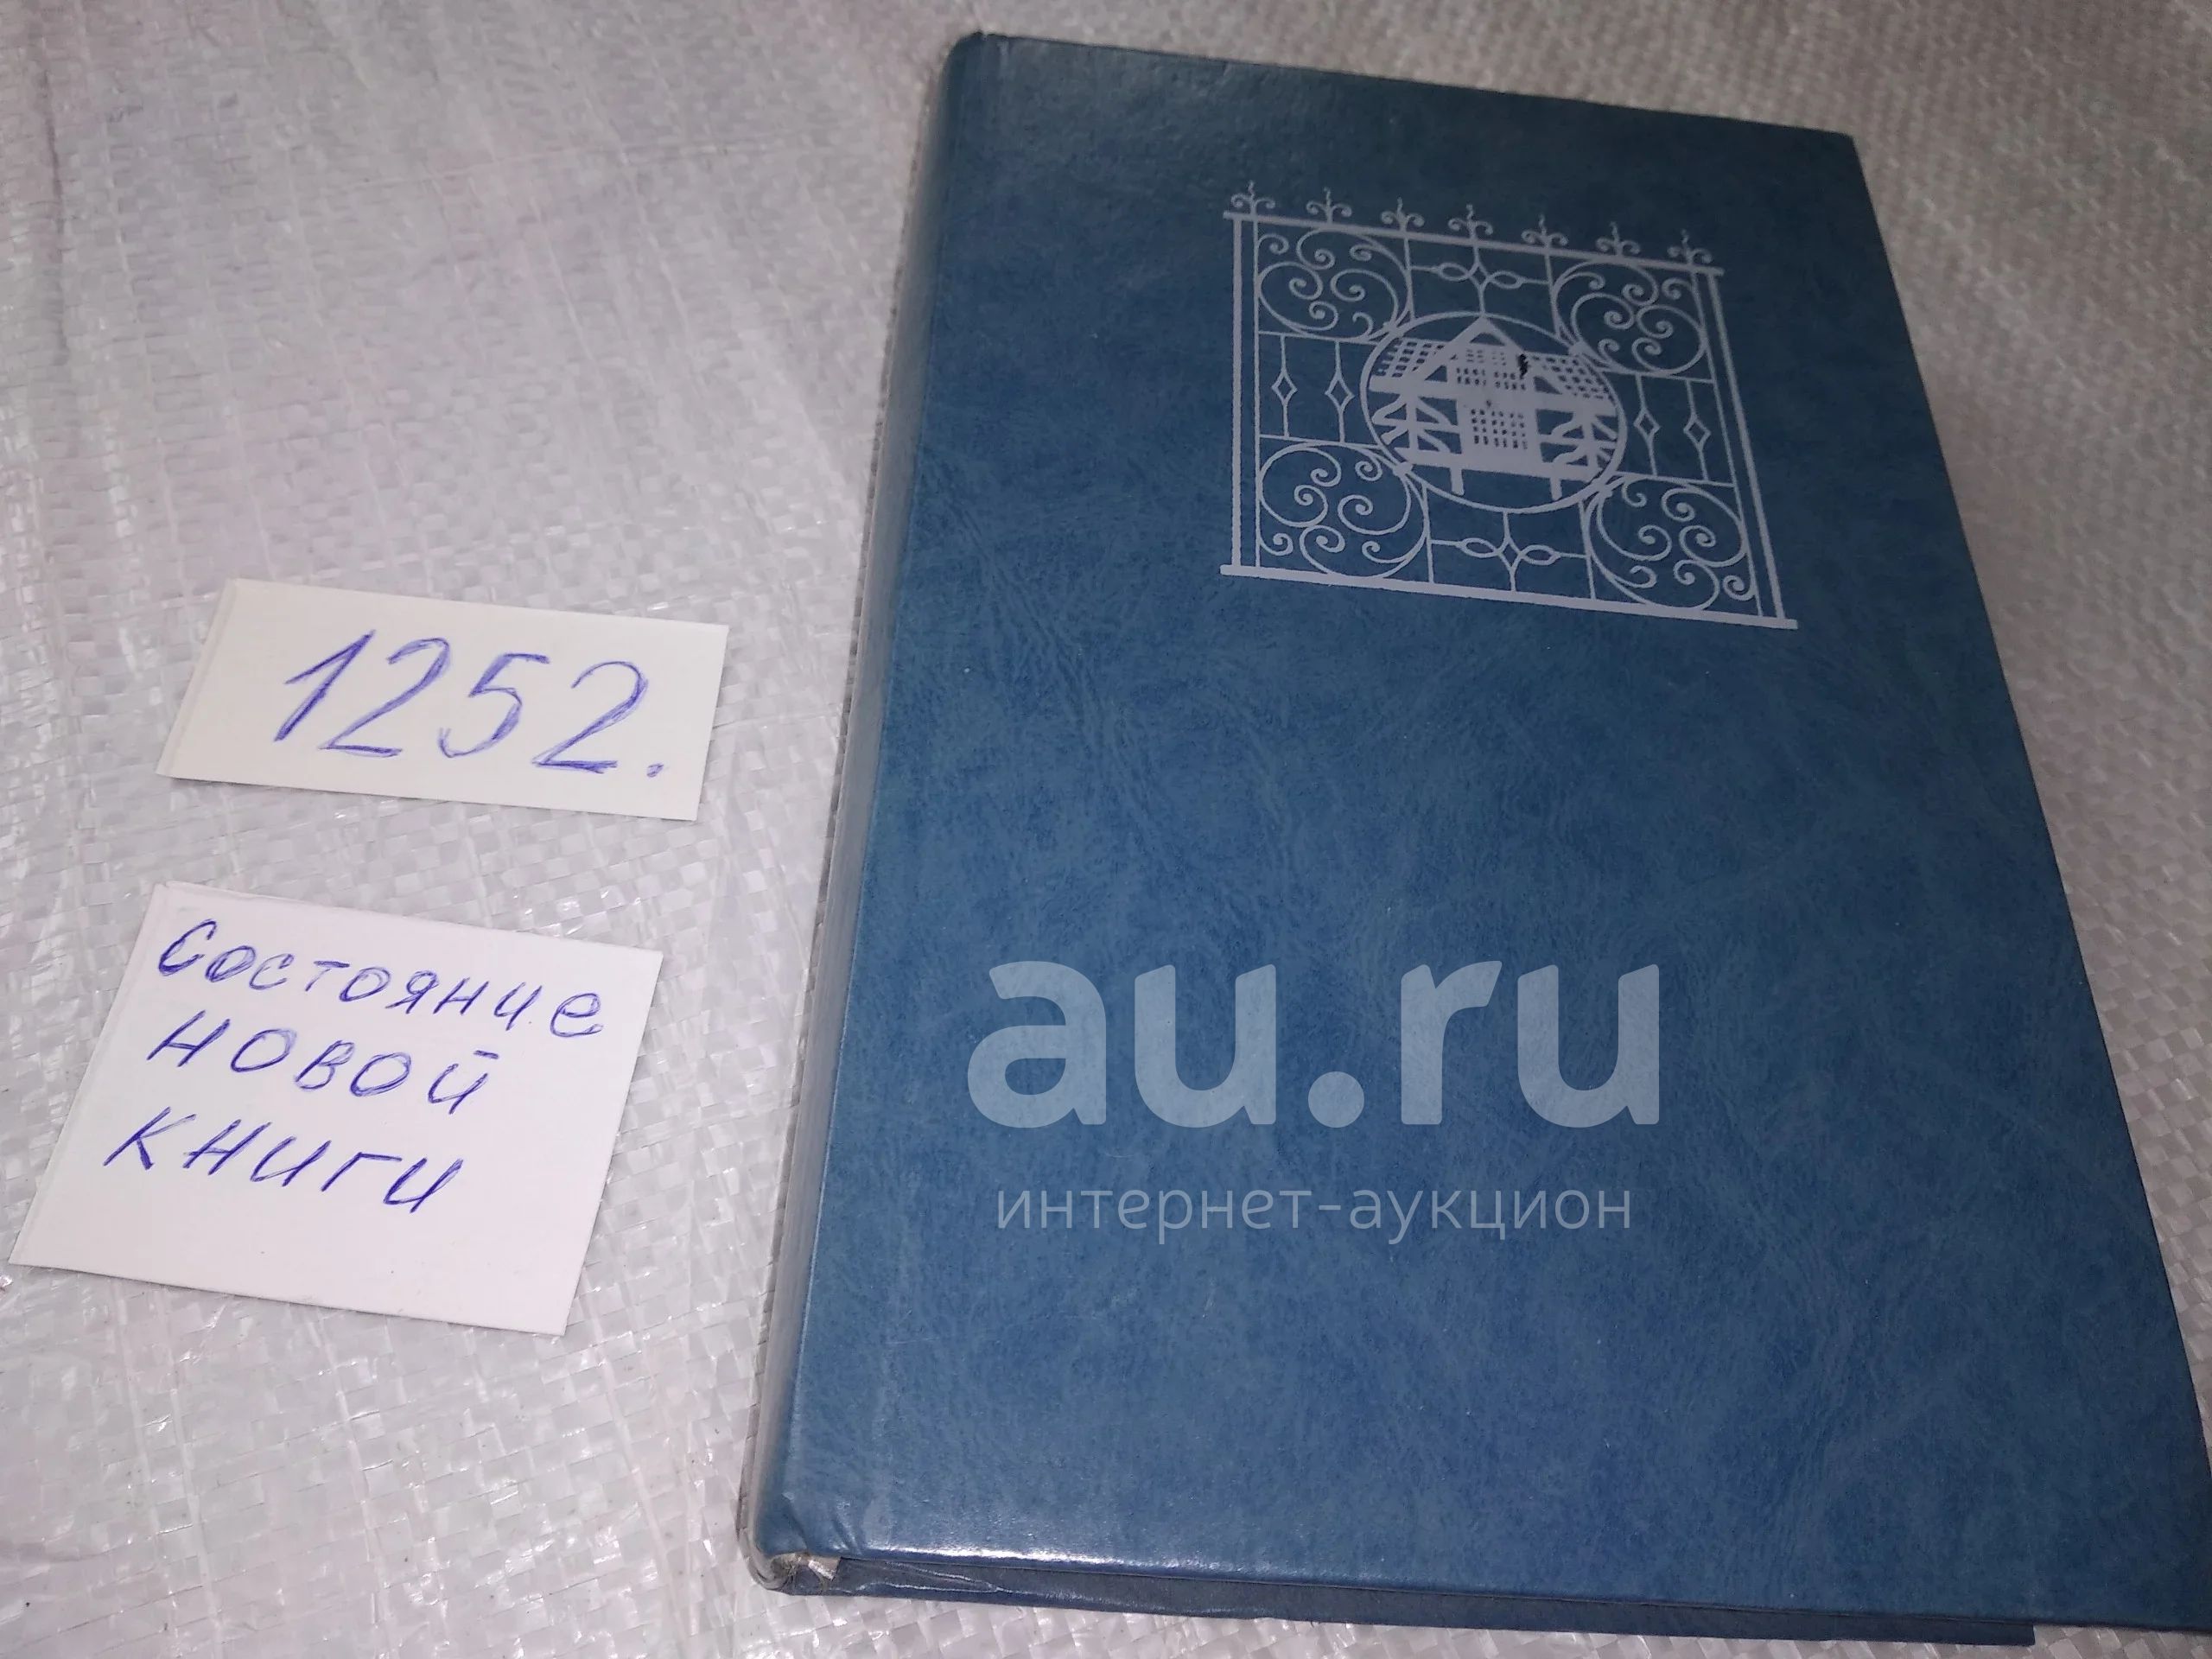 1252.
Состояние
новой
книги
au.ru
интернет-аукцион